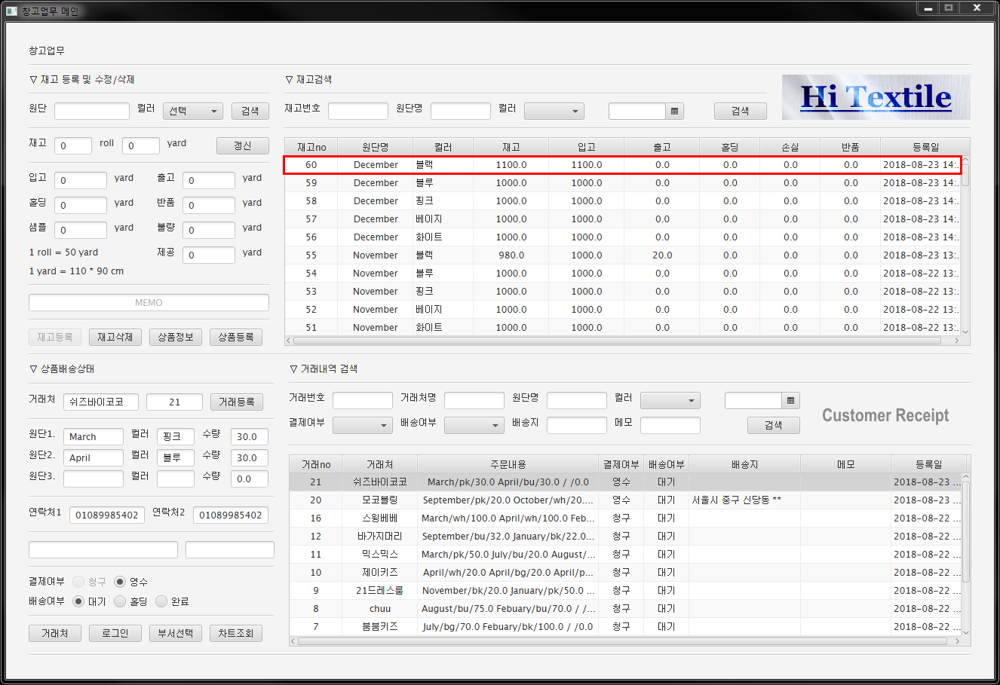 창고업무 메인
창고업무
▽ 재고 등록 및 수정/삭제
원단 컬러 선택 검색
재고 0 roll 0 yard 갱신
입고 0 yard 출고 0 yard
홀딩 0 yard 반품 0 yard
샘플 0 yard 불량 0 yard
1 roll = 50 yard 제공 0 yard
1 yard = 110 * 90 cm
MEMO
재고등록 재고삭제 상품정보 상품등록
▽ 재고검색
Hi Textile
재고번호 원단명 컬러 검색
재고no 원단명 컬러 재고 입고 출고 홀딩 손실 반품 등록일
60 December 블랙 1100.0 1100.0 0.0 0.0 0.0 0.0 2018-08-23 14:.
59 December 블루 1000.0 1000.0 0.0 0.0 0.0 0.0 2018-08-23 14:.
58 December 핑크 1000.0 1000.0 0.0 0.0 0.0 0.0 2018-08-23 14:.
57 December 베이지 1000.0 1000.0 0.0 0.0 0.0 0.0 2018-08-23 14:.
56 December 화이트 1000.0 1000.0 0.0 0.0 0.0 0.0 2018-08-23 14:.
55 November 블랙 980.0 1000.0 20.0 0.0 0.0 0.0 2018-08-23 13:.
54 November 블루 1000.0 1000.0 0.0 0.0 0.0 0.0 2018-08-22 13:.
53 November 핑크 1000.0 1000.0 0.0 0.0 0.0 0.0 2018-08-22 13:.
52 November 베이지 1000.0 1000.0 0.0 0.0 0.0 0.0 2018-08-22 13:.
51 November 화이트 1000.0 1000.0 0.0 0.0 0.0 0.0 2018-08-22 13:.
▽ 상품배송상태
거래처 쉬즈바이코코 21 거래등록
원단1. March 컬러 핑크 수량 30.0
원단2. April 컬러 블루 수량 30.0
원단3. 컬러 수량 0.0
연락처1 01089985402 연락처2 01089985402
결제여부 청구 영수
배송여부 대기 홀딩 완료
거래처 로그인 부서선택 차트조회
▽ 거래내역 검색
거래번호 거래처명 원단명 컬러
결제여부 배송여부 배송지 메모 검색
Customer Receipt
거래no 거래처 주문내용 결제여부 배송여부 배송지 메모 등록일
21 쉬즈바이코코 March/pk/30.0 April/bu/30.0 / /0.0 영수 대기 2018-08-23 ...
20 모코블링 September/pk/20.0 October/wh/20.... 영수 대기 서울시 중구 신당동 ** 2018-08-23 ...
16 스윙베베 March/wh/100.0 April/wh/100.0 Feb... 청구 대기 2018-08-22 ...
12 바가지머리 September/bu/32.0 January/bk/22.0... 청구 대기 2018-08-22 ...
11 믹스믹스 March/pk/50.0 July/bu/20.0 August/... 청구 대기 2018-08-22 ...
10 제이키즈 April/wh/20.0 April/bg/20.0 April/p... 청구 대기 2018-08-22 ...
9 21드레스룸 November/bk/20.0 January/pk/50.0 ... 청구 대기 2018-08-22 ...
8 chuu August/bu/75.0 Febuary/bu/70.0 / /... 청구 대기 2018-08-22 ...
7 붐붐키즈 July/bg/70.0 Febuary/bk/100.0 / /0.0 청구 대기 2018-08-22 ...